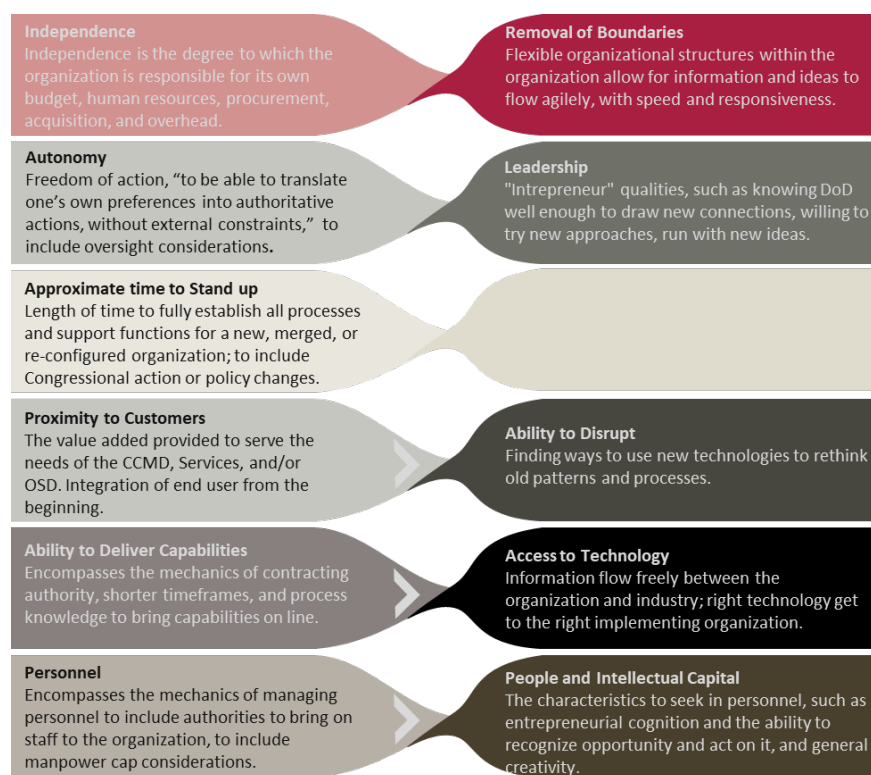 Independence
Independence is the degree to which the
organization is responsible for its own
budget, human resources, procurement,
acquisition, and overhead.
Removal of Boundaries
Flexible organizational structures within the
organization allow for information and ideas to
flow agilely, with speed and responsiveness.
Autonomy
Freedom of action, “to be able to translate
one’s own preferences into authoritative
actions, without external constraints,” to
include oversight considerations.
Leadership
"Intrepreneur" qualities, such as knowing DoD
well enough to draw new connections, willing to
try new approaches, run with new ideas.
Approximate time to Stand up
Length of time to fully establish all processes
and support functions for a new, merged, or
re-configured organization; to include
Congressional action or policy changes.
Proximity to Customers
The value added provided to serve the
needs of the CCMD, Services, and/or
OSD. Integration of end user from the
beginning.
Ability to Disrupt
Finding ways to use new technologies to rethink
old patterns and processes.
Ability to Deliver Capabilities
Encompasses the mechanics of contracting
authority, shorter timeframes, and process
knowledge to bring capabilities on line.
Access to Technology
Information flow freely between the
organization and industry; right technology get
to the right implementing organization.
Personnel
Encompasses the mechanics of managing
personnel to include authorities to bring on
staff to the organization, to include
manpower cap considerations.
People and Intellectual Capital
The characteristics to seek in personnel, such as
entrepreneurial cognition and the ability to
recognize opportunity and act on it, and general
creativity.